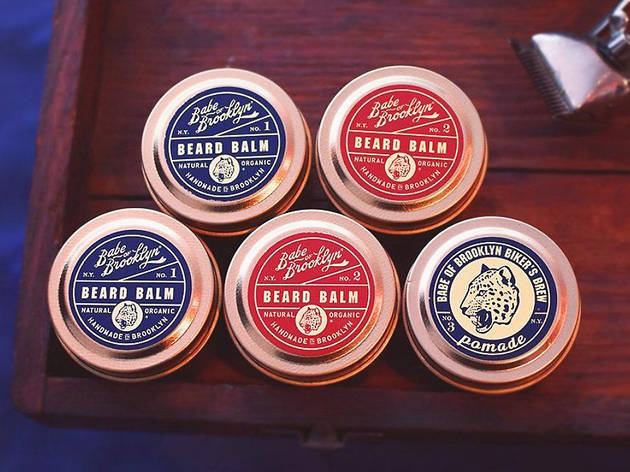 Babe of
Brooklyn
N.Y. NO. 1
BEARD BALM
NATURAL ORGANIC
HANDMADE IN BROOKLYN
Babe of
Brooklyn
N.Y. NO. 2
BEARD BALM
NATURAL ORGANIC
HANDMADE IN BROOKLYN
Babe of
Brooklyn
N.Y. NO. 1
BEARD BALM
NATURAL ORGANIC
HANDMADE IN BROOKLYN
Babe of
Brooklyn
N.Y. NO. 2
BEARD BALM
NATURAL ORGANIC
HANDMADE IN BROOKLYN
BABE OF BROOKLYN BIKER'S BREW
NO. 3 N.Y.
pomade